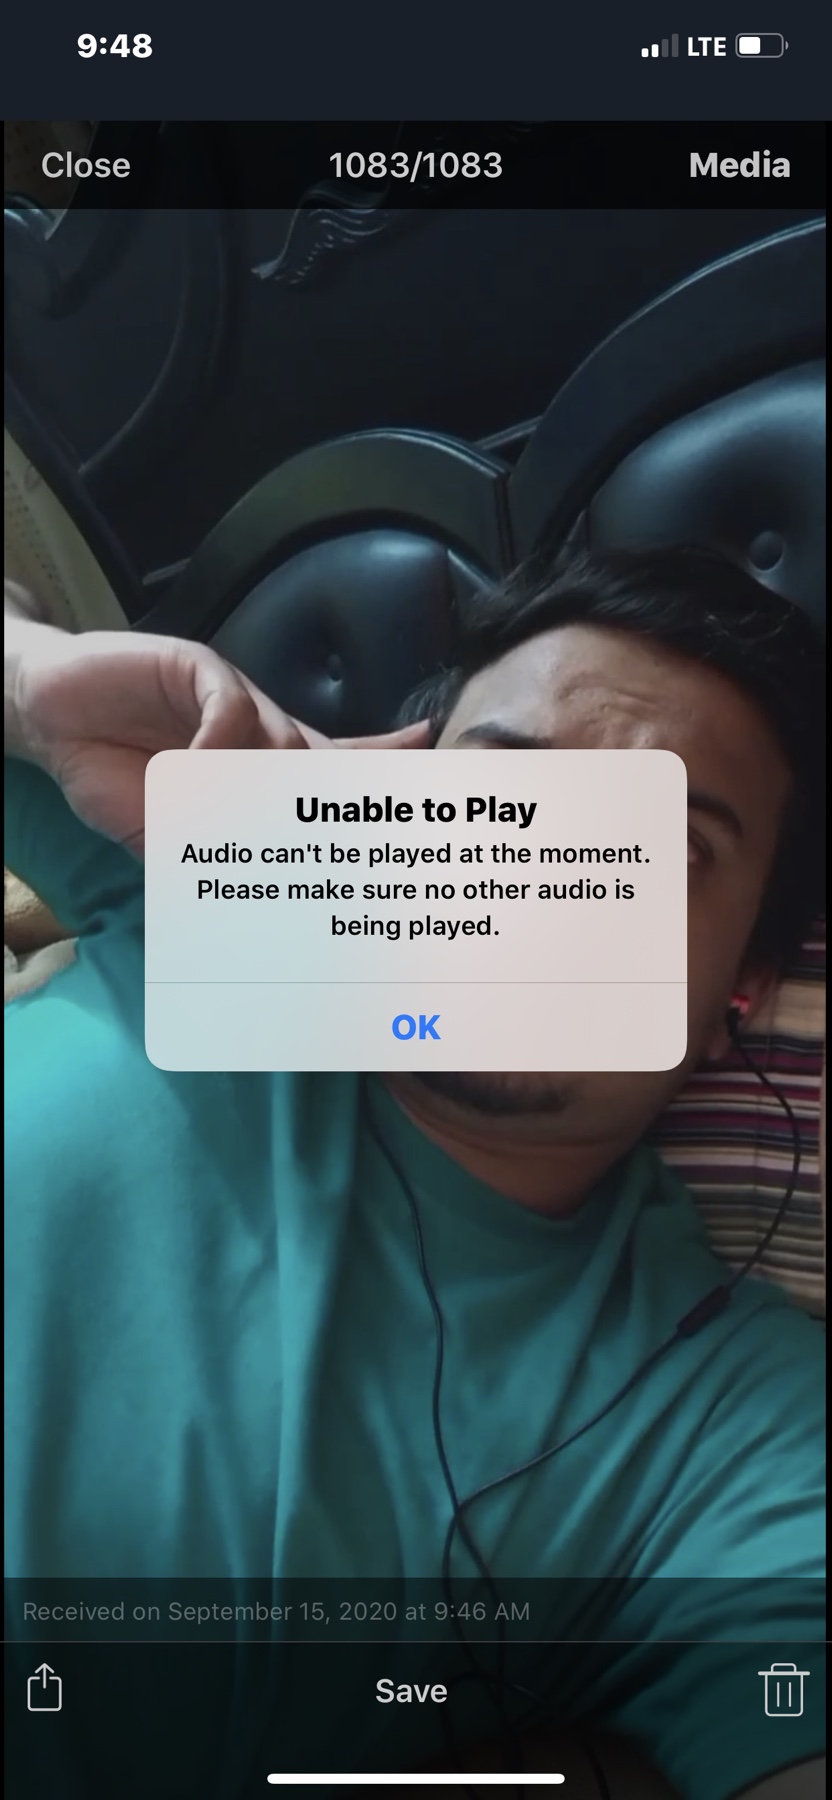 9:48
LTE
Close
1083/1083
Media
Unable to Play
Audio can't be played at the moment.
Please make sure no other audio is
being played.
OK
Received on September 15, 2020 at 9:46 AM
Save